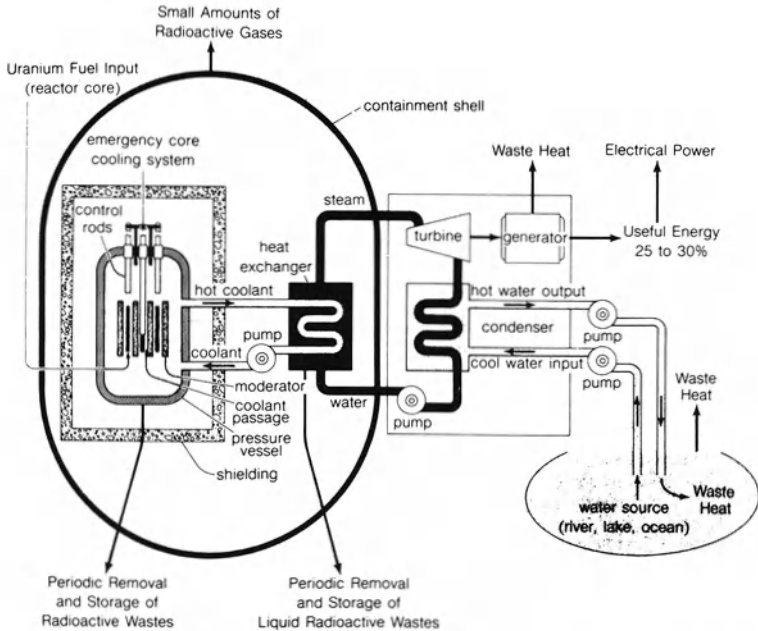 Small Amounts of
Radioactive Gases
Uranium Fuel Input
(reactor core)
containment shell
emergency core
cooling system
Waste Heat
Electrical Power
control
rods
steam
turbine
generator
Useful Energy
25 to 30%
heat
exchanger
hot coolant
hot water output
pump
condenser
pump
coolant
cool water input
pump
moderator
coolant
passage
water
pump
pressure
vessel
shielding
Waste
Heat
Waste
Heat
water source
(river, lake, ocean)
Periodic Removal
and Storage of
Radioactive Wastes
Periodic Removal
and Storage of
Liquid Radioactive Wastes